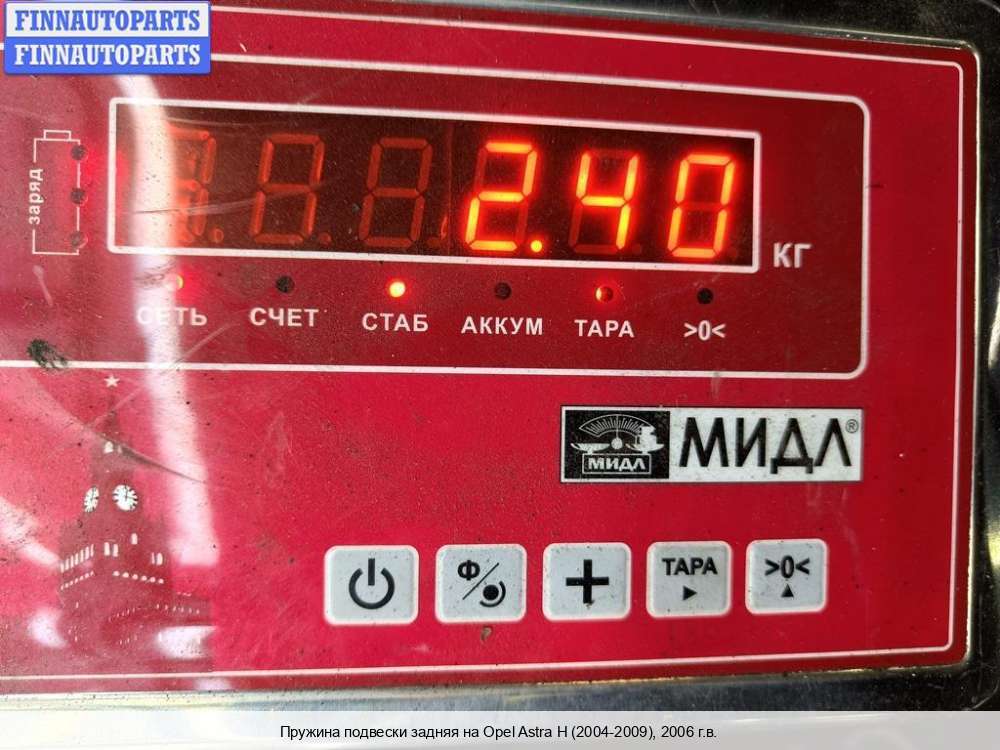 FINNAUTOPARTS
FINNAUTOPARTS
заряд
2.40 КГ
СЕТЬ СЧЕТ СТАБ АККУМ ТАРА >0<
МИДЛ МИДЛ®
Ф ТАРА >0<
Пружина подвески задняя на Opel Astra H (2004-2009), 2006 г.в.